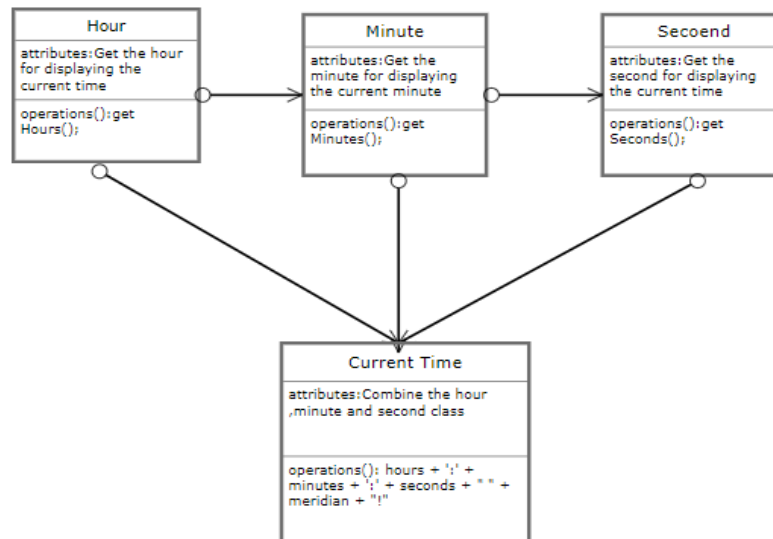 Hour
attributes:Get the hour
for displaying the
current time
operations():get
Hours();
Minute
attributes:Get the
minute for displaying
the current minute
operations():get
Minutes();
Secoend
attributes:Get the
second for displaying
the current time
operations():get
Seconds();
Current Time
attributes:Combine the hour
,minute and second class
operations(): hours + ':' +
minutes + ':' + seconds + " " +
meridian + "!"